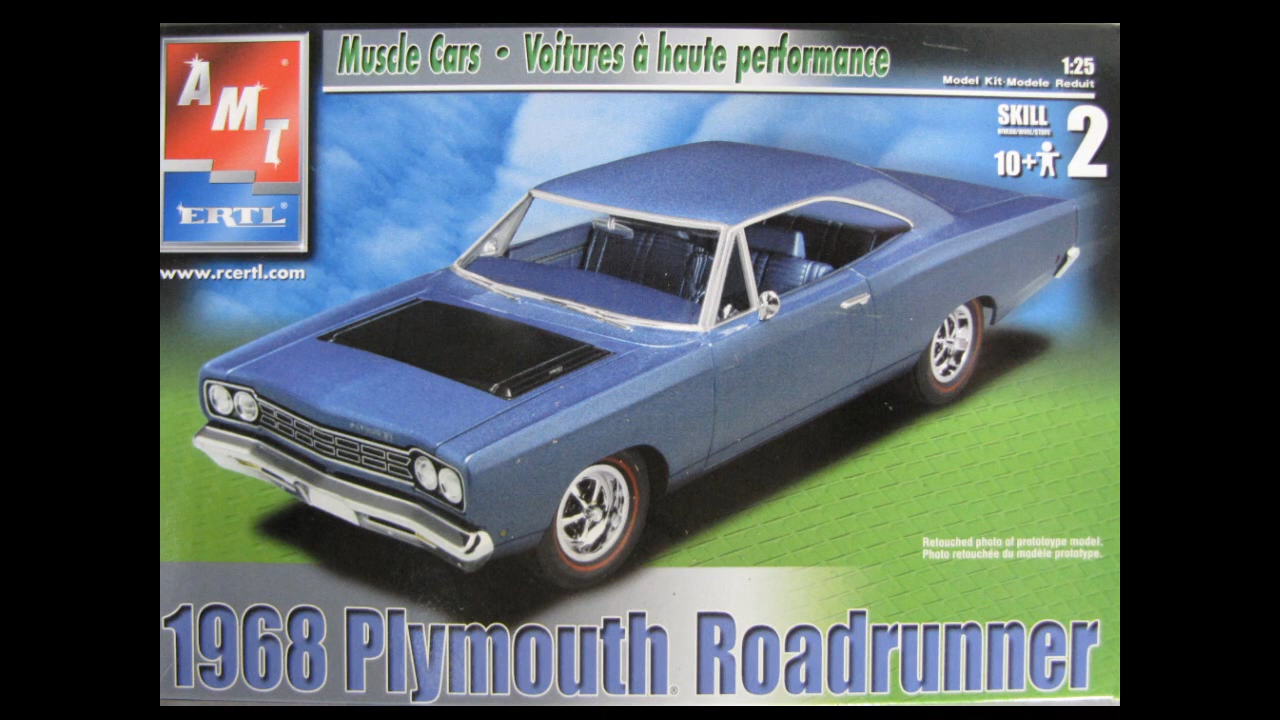 AMT
ERTL®
www.rcertl.com
Muscle Cars • Voitures à haute performance
1:25
Model Kit-Modele Reduit
SKILL 2
10+
Retouched photo of prototoype model.
Photo retouchée du modèle prototype.
1968 Plymouth® Roadrunner